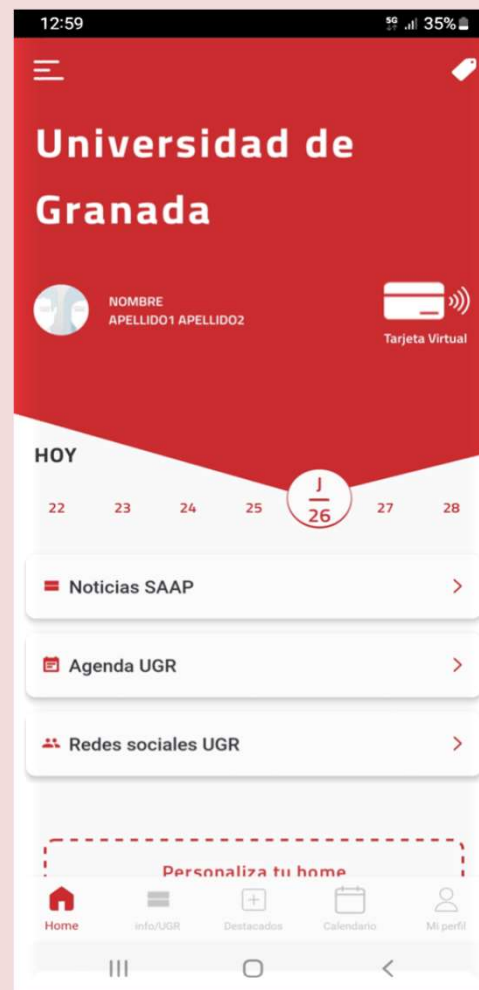 12:59
5G 35%
Universidad de
Granada
NOMBRE
APELLIDO1 APELLIDO2
Tarjeta Virtual
HOY
22 23 24 25 J 26 27 28
Noticias SAAP
Agenda UGR
Redes sociales UGR
Personaliza tu home
Home info/UGR Destacados Calendario Mi perfil